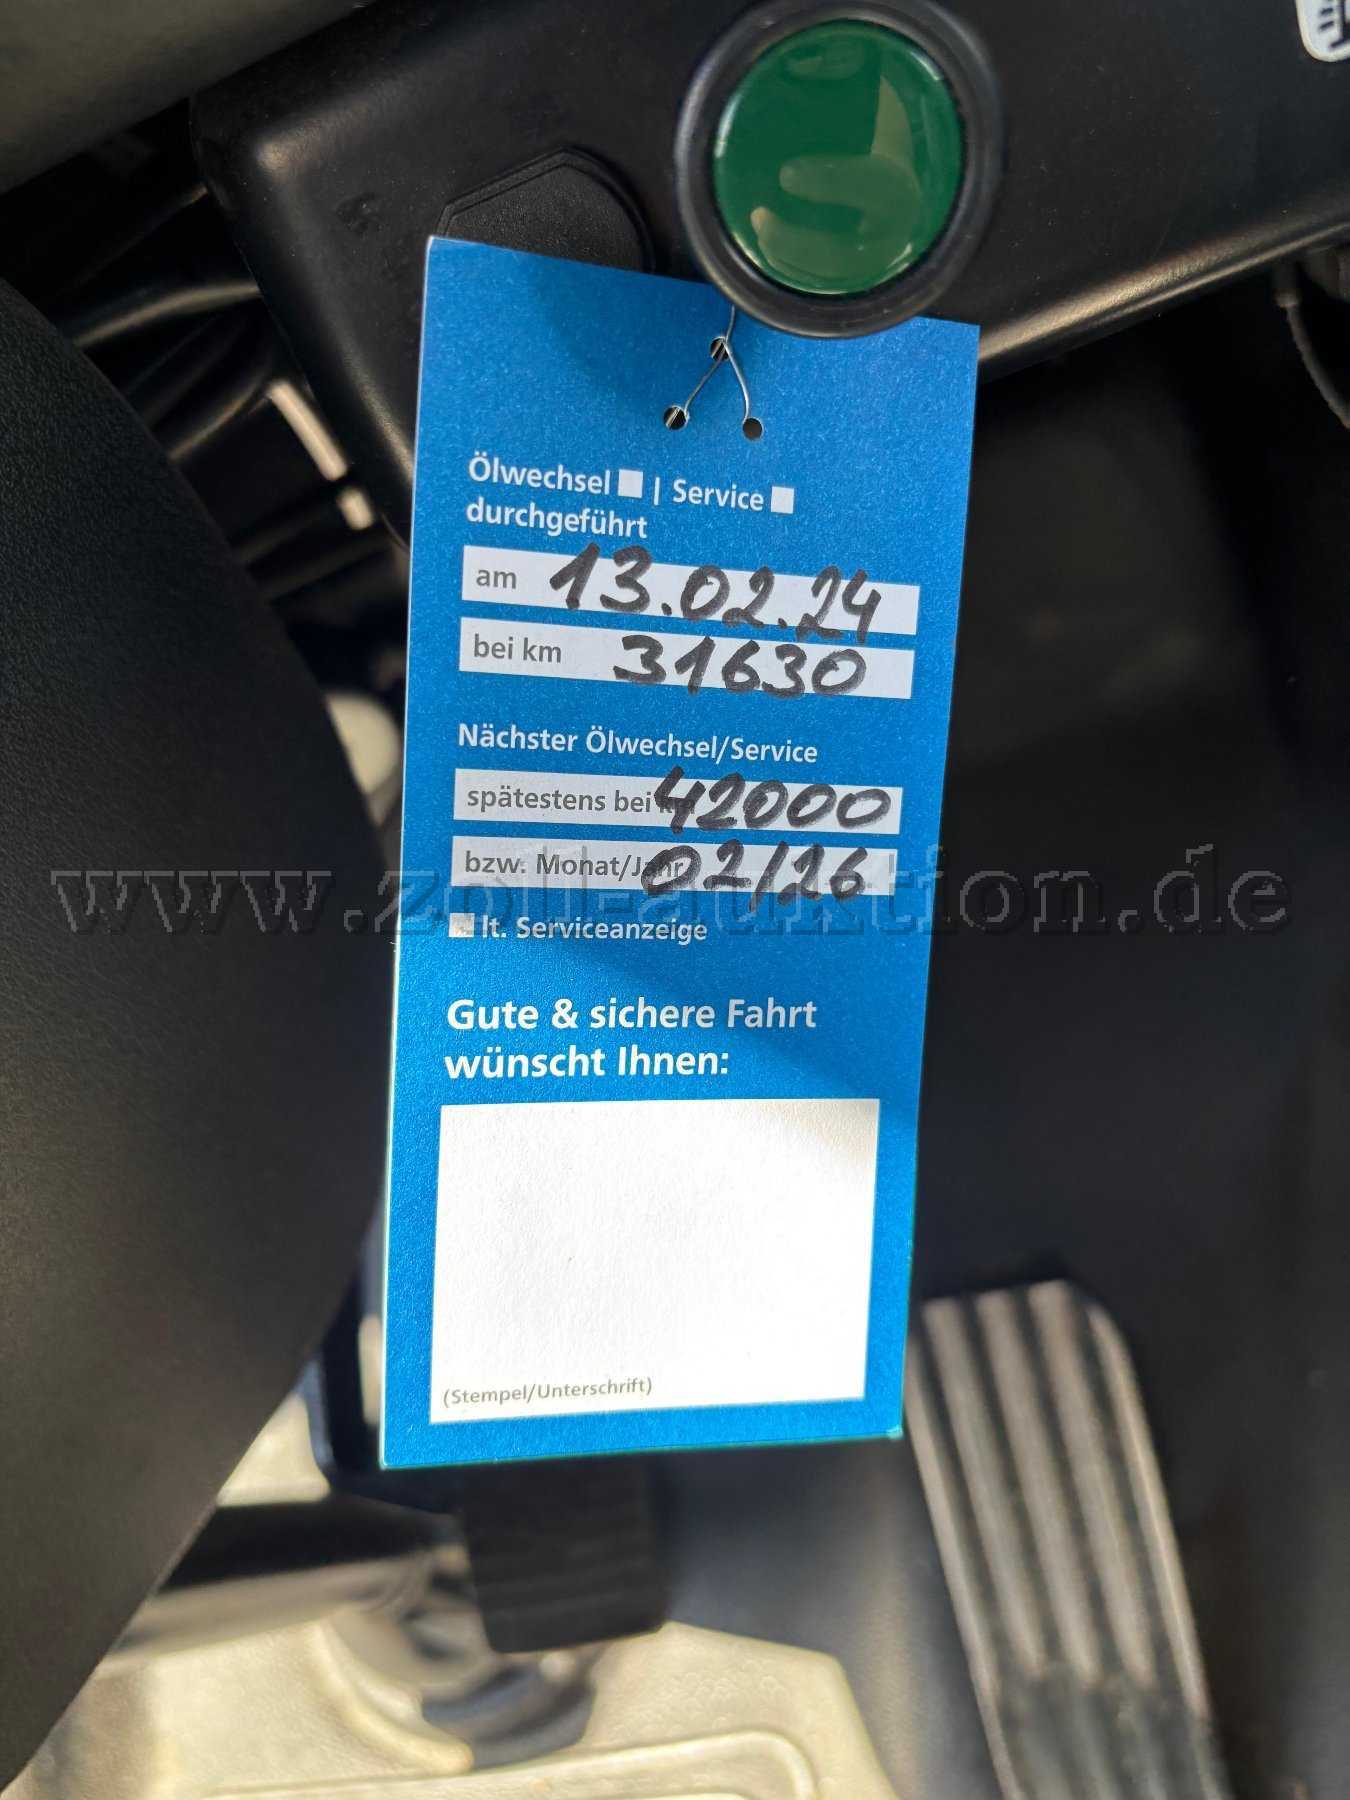 Ölwechsel | Service
durchgeführt
am 13.02.24
bei km 31630
Nächster Ölwechsel/Service
spätestens bei km 42000
bzw. Monat/Jahr 02/26
www.zoll-auktion.de
lt. Serviceanzeige
Gute & sichere Fahrt
wünscht Ihnen:
(Stempel/Unterschrift)